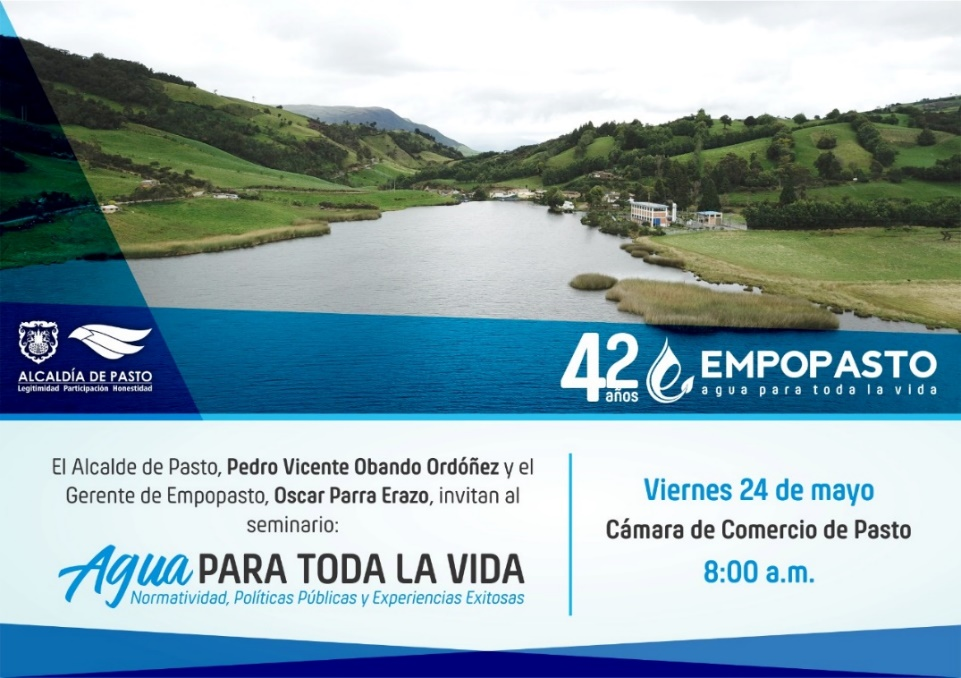 ALCALDÍA DE PASTO
Legitimidad Participación Honestidad
42 años
EMPOPASTO
agua para toda la vida
El Alcalde de Pasto, Pedro Vicente Obando Ordóñez y el
Gerente de Empopasto, Oscar Parra Erazo, invitan al
seminario:
Agua PARA TODA LA VIDA
Normatividad, Políticas Públicas y Experiencias Exitosas
Viernes 24 de mayo
Cámara de Comercio de Pasto
8:00 a.m.